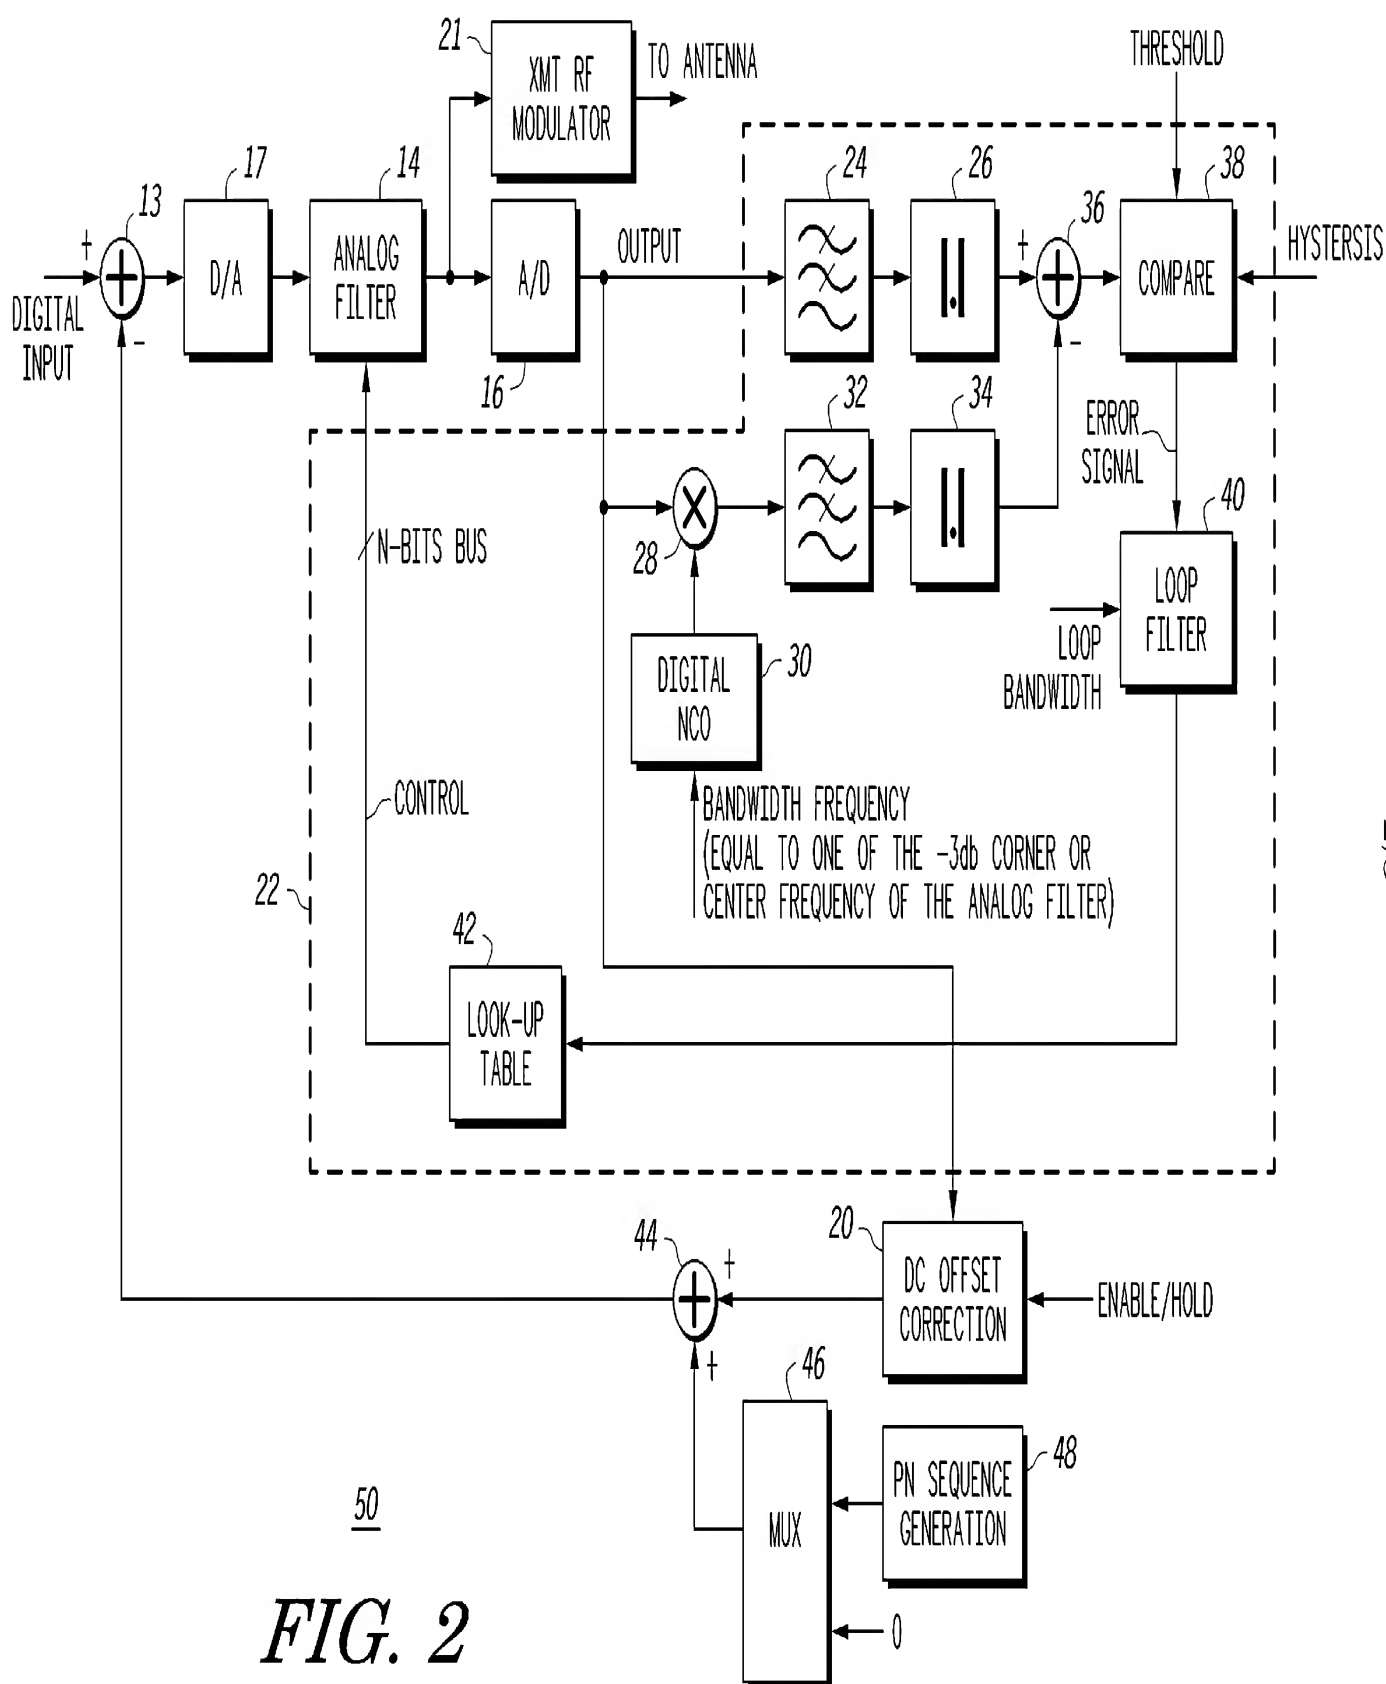 21
XMT RF
MODULATOR
TO ANTENNA
THRESHOLD
13
17
14
24
26
36
38
+
DIGITAL
INPUT
-
D/A
ANALOG
FILTER
A/D
16
OUTPUT
+
-
COMPARE
HYSTERSIS
32
34
ERROR
SIGNAL
28
N-BITS BUS
40
LOOP
FILTER
LOOP
BANDWIDTH
DIGITAL
NCO
30
BANDWIDTH FREQUENCY
(EQUAL TO ONE OF THE -3db CORNER OR
CENTER FREQUENCY OF THE ANALOG FILTER)
CONTROL
22
42
LOOK-UP
TABLE
44
+
+
20
DC OFFSET
CORRECTION
ENABLE/HOLD
46
MUX
PN SEQUENCE
GENERATION
48
0
50
FIG. 2